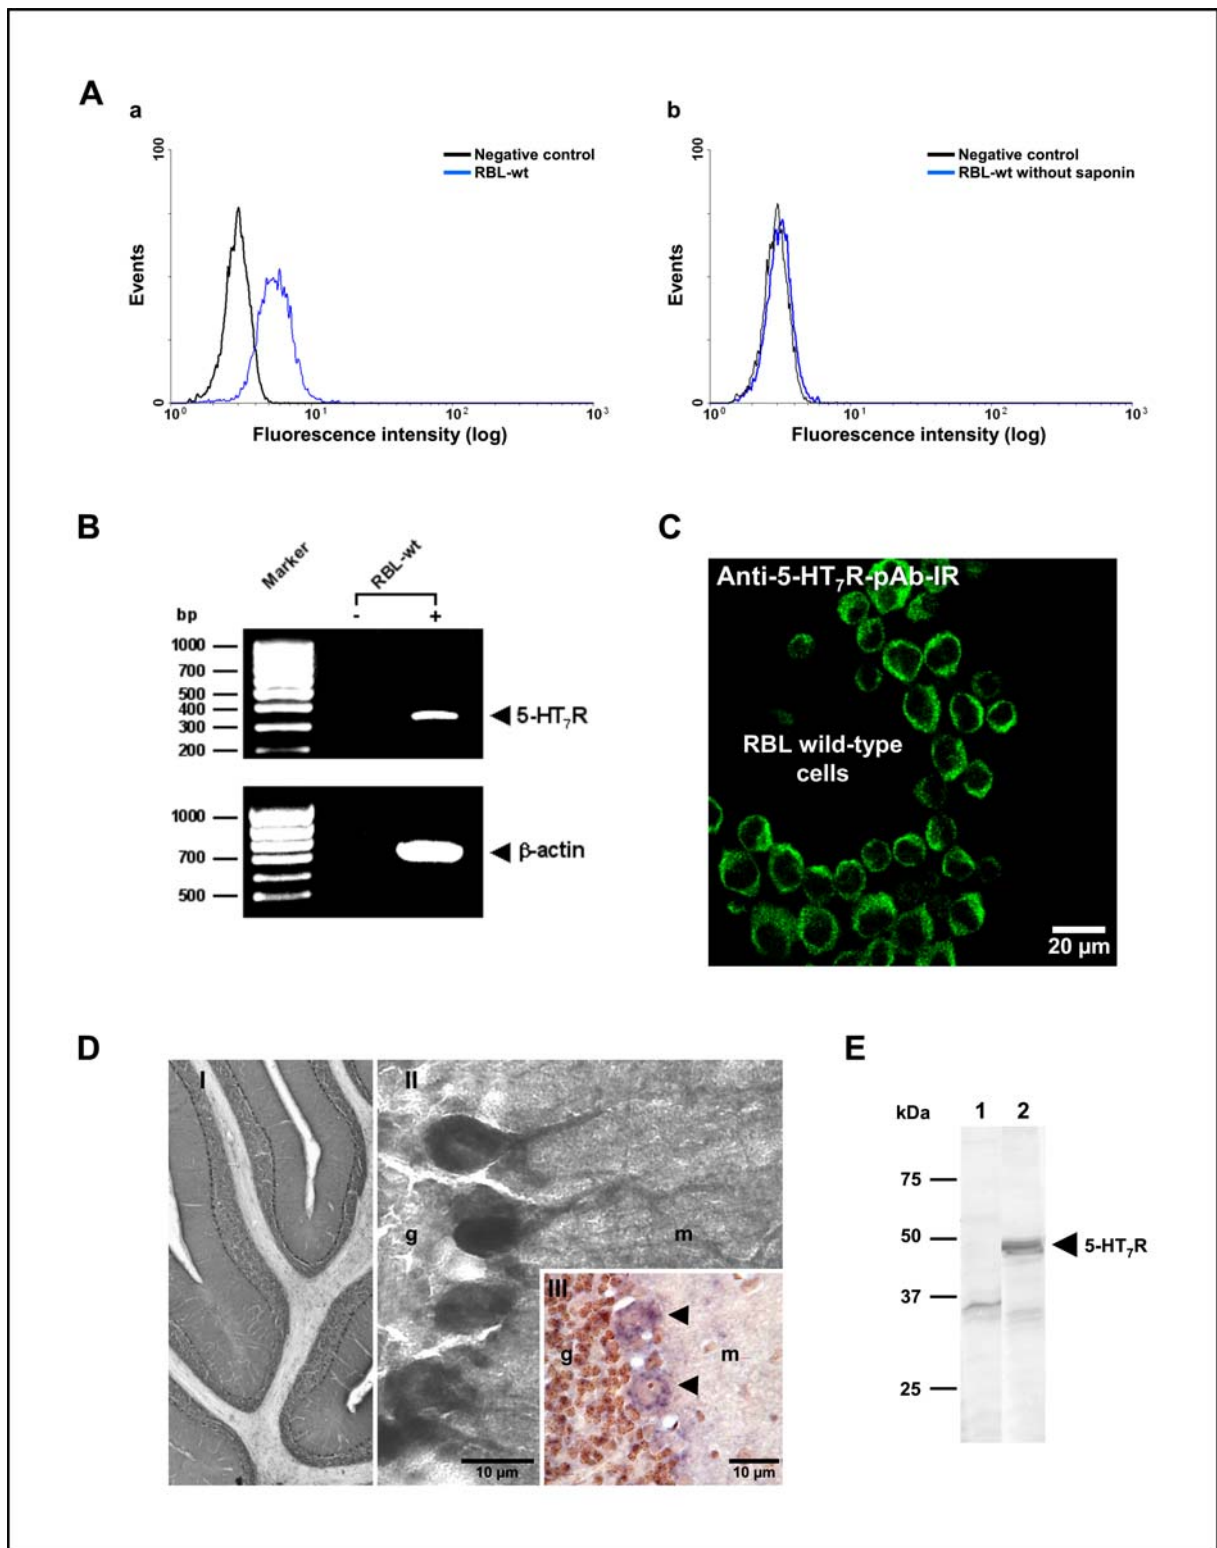 A
a
b
100
Negative control
RBL-wt
Events
0
10⁰
10¹
10²
10³
Fluorescence intensity (log)
100
Negative control
RBL-wt without saponin
Events
0
10⁰
10¹
10²
10³
Fluorescence intensity (log)
B
Marker
RBL-wt
bp
-
+
1000
700
500
400
300
200
5-HT₇R
1000
700
500
β-actin
C
Anti-5-HT₇R-pAb-IR
RBL wild-type
cells
20 µm
D
I
II
g
m
10 µm
III
g
m
10 µm
E
kDa
1
2
75
50
37
25
5-HT₇R